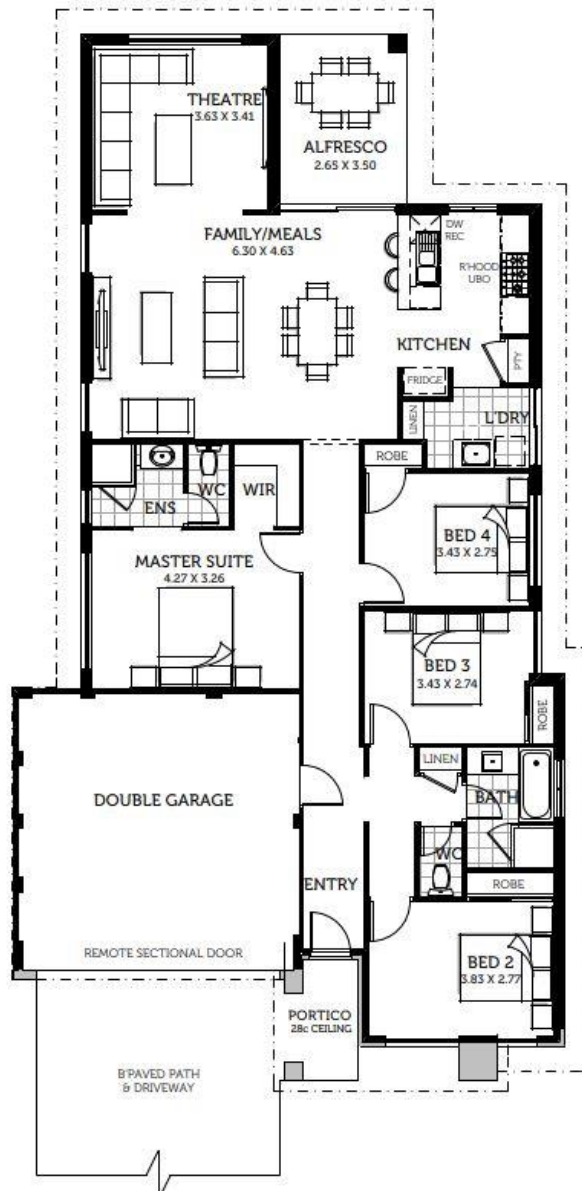 THEATRE
3.63 X 3.41
ALFRESCO
2.65 X 3.50
FAMILY/MEALS
6.30 X 4.63
DW
REC
R'HOOD
UBO
KITCHEN
PTY
FRIDGE
LINEN
L'DRY
ROBE
ENS
WC
WIR
BED 4
3.43 X 2.75
MASTER SUITE
4.27 X 3.26
BED 3
3.43 X 2.74
ROBE
LINEN
BATH
DOUBLE GARAGE
WC
ROBE
ENTRY
REMOTE SECTIONAL DOOR
BED 2
3.83 X 2.77
PORTICO
28c CEILING
B'PAVED PATH
& DRIVEWAY